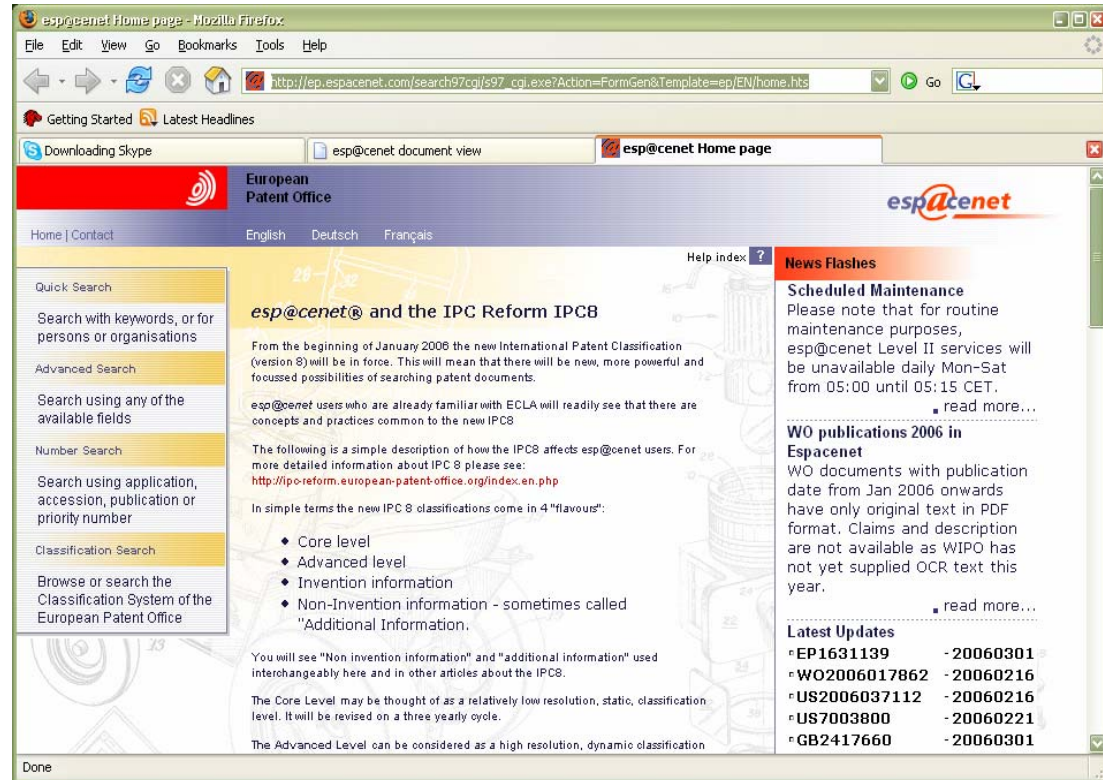 esp@cenet Home page - Mozilla Firefox
File Edit View Go Bookmarks Tools Help
http://ep.espacenet.com/search97cgi/s97_cgi.exe?Action=FormGen&Template=ep/EN/home.hts
Go
G
Getting Started Latest Headlines
Downloading Skype
esp@cenet document view
esp@cenet Home page
European
Patent Office
espacenet
Home | Contact
English Deutsch Français
Help index ?
Quick Search
Search with keywords, or for
persons or organisations
Advanced Search
Search using any of the
available fields
Number Search
Search using application,
accession, publication or
priority number
Classification Search
Browse or search the
Classification System of the
European Patent Office
esp@cenet® and the IPC Reform IPC8
From the beginning of January 2006 the new International Patent Classification
(version 8) will be in force. This will mean that there will be new, more powerful and
focussed possibilities of searching patent documents.
esp@cenet users who are already familiar with ECLA will readily see that there are
concepts and practices common to the new IPC8
The following is a simple description of how the IPC8 affects esp@cenet users. For
more detailed information about IPC 8 please see:
http://ipc-reform.european-patent-office.org/index.en.php
In simple terms the new IPC 8 classifications come in 4 "flavours":
Core level
Advanced level
Invention information
Non-Invention information - sometimes called
"Additional Information.
You will see "Non invention information" and "additional information" used
interchangeably here and in other articles about the IPC8.
The Core Level may be thought of as a relatively low resolution, static, classification
level. It will be revised on a three yearly cycle.
The Advanced Level can be considered as a high resolution, dynamic classification
News Flashes
Scheduled Maintenance
Please note that for routine
maintenance purposes,
esp@cenet Level II services will
be unavailable daily Mon-Sat
from 05:00 until 05:15 CET.
read more...
WO publications 2006 in
Espacenet
WO documents with publication
date from Jan 2006 onwards
have only original text in PDF
format. Claims and description
are not available as WIPO has
not yet supplied OCR text this
year.
read more...
Latest Updates
EP1631139 - 20060301
WO2006017862 - 20060216
US2006037112 - 20060216
US7003800 - 20060221
GB2417660 - 20060301
Done